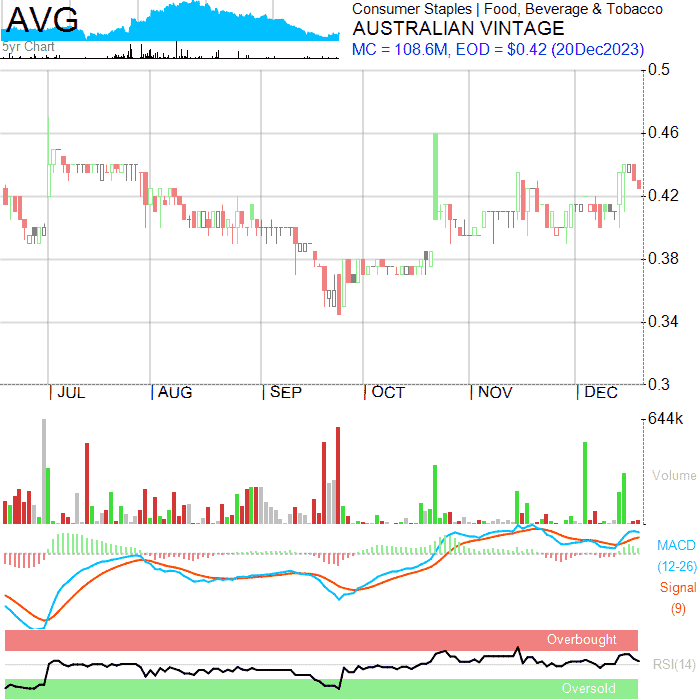 AVG
5yr Chart
Consumer Staples | Food, Beverage & Tobacco
AUSTRALIAN VINTAGE
MC = 108.6M, EOD = $0.42 (20Dec2023)
0.5
0.46
0.42
0.38
0.34
0.3
JUL AUG SEP OCT NOV DEC
644k
Volume
MACD
(12-26)
Signal
(9)
Overbought
RSI(14)
Oversold